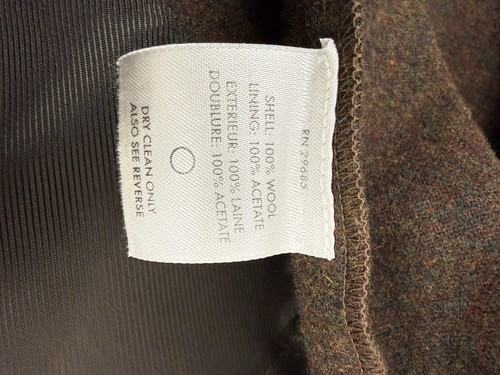 RN 29685
SHELL: 100% WOOL
LINING: 100% ACETATE
EXTERIEUR: 100% LAINE
DOUBLURE: 100% ACETATE
DRY CLEAN ONLY
ALSO SEE REVERSE